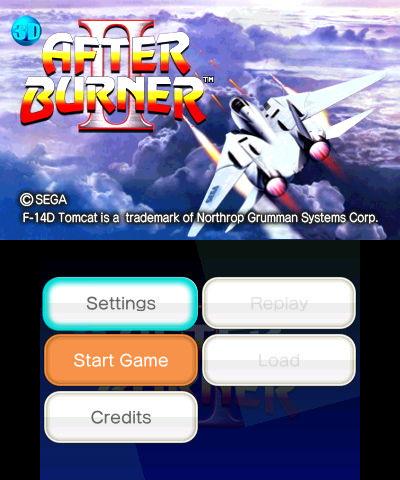 3D
AFTER
II
BURNER™
©SEGA
F-14D Tomcat is a trademark of Northrop Grumman Systems Corp.
Settings
Replay
Start Game
Load
Credits
BURNER